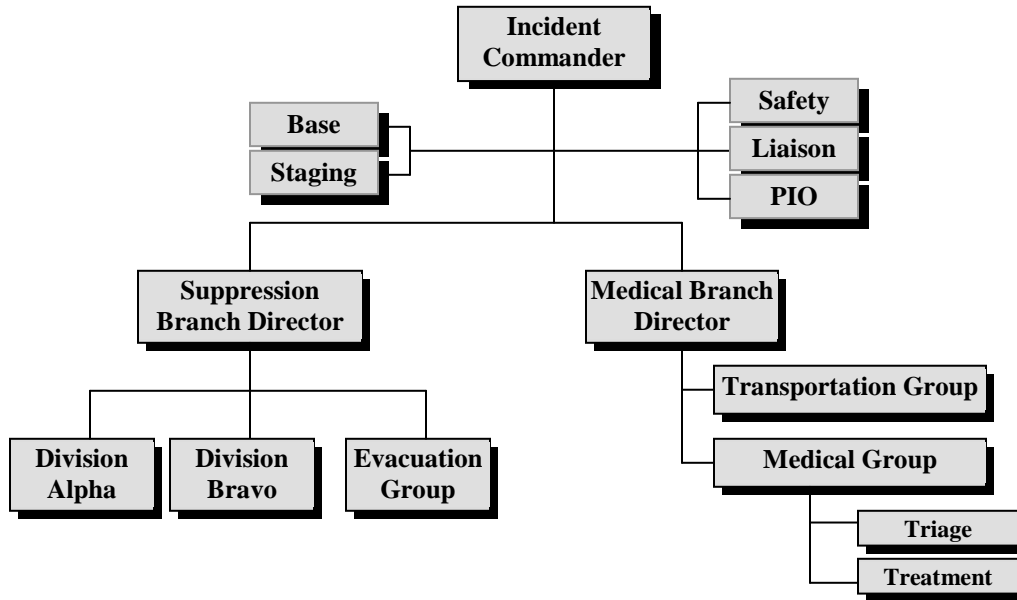 Incident
Commander
Base
Staging
Safety
Liaison
PIO
Suppression
Branch Director
Medical Branch
Director
Transportation Group
Medical Group
Division
Alpha
Division
Bravo
Evacuation
Group
Triage
Treatment